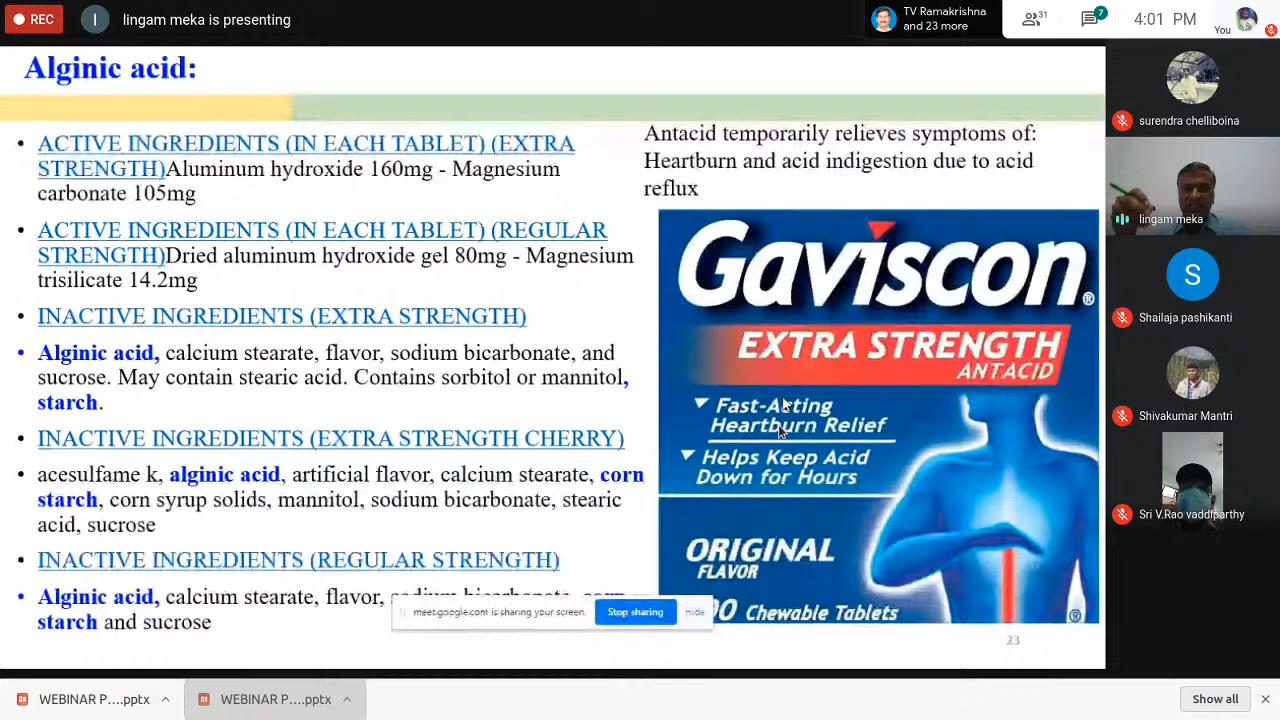 REC
I
lingam meka is presenting
TV Ramakrishna
and 23 more
31
7
4:01 PM
You
Alginic acid:
• ACTIVE INGREDIENTS (IN EACH TABLET) (EXTRA
STRENGTH)Aluminum hydroxide 160mg - Magnesium
carbonate 105mg
• ACTIVE INGREDIENTS (IN EACH TABLET) (REGULAR
STRENGTH)Dried aluminum hydroxide gel 80mg - Magnesium
trisilicate 14.2mg
• INACTIVE INGREDIENTS (EXTRA STRENGTH)
• Alginic acid, calcium stearate, flavor, sodium bicarbonate, and
sucrose. May contain stearic acid. Contains sorbitol or mannitol,
starch.
• INACTIVE INGREDIENTS (EXTRA STRENGTH CHERRY)
acesulfame k, alginic acid, artificial flavor, calcium stearate, corn
starch, corn syrup solids, mannitol, sodium bicarbonate, stearic
acid, sucrose
• INACTIVE INGREDIENTS (REGULAR STRENGTH)
• Alginic acid, calcium stearate, flavor, sodium bicarbonate, corn
starch and sucrose
Antacid temporarily relieves symptoms of:
Heartburn and acid indigestion due to acid
reflux
Gaviscon®
EXTRA STRENGTH
ANTACID
Fast-Acting
Heartburn Relief
Helps Keep Acid
Down for Hours
ORIGINAL
FLAVOR
00 Chewable Tablets
®
meet.google.com is sharing your screen.
Stop sharing
Hide
23
surendra chelliboina
lingam meka
S
Shailaja pashikanti
Shivakumar Mantri
Sri V.Rao vaddiparthy
WEBINAR P....pptx
WEBINAR P....pptx
Show all